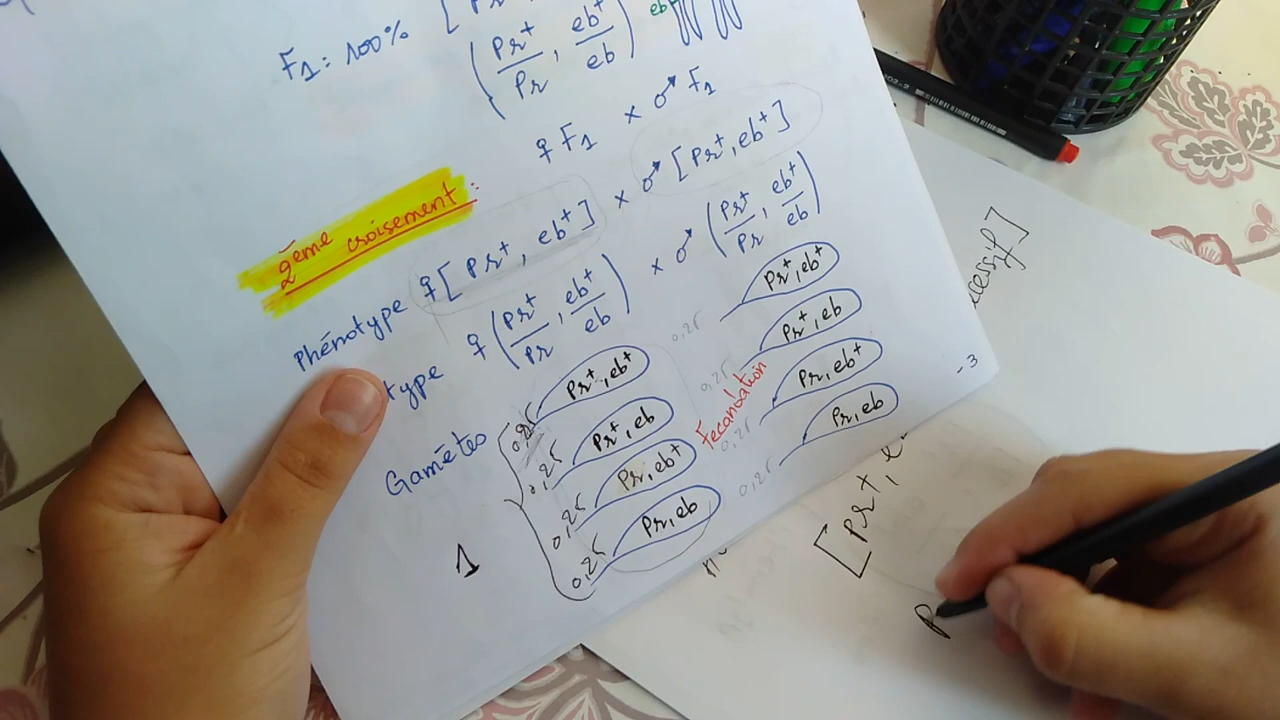 F1: 100% [Pr
(Pr+/Pr, eb+/eb) eb
♀ F1 × ♂ F1
2ème croisement:
Phénotype ♀ [Pr+, eb+] × ♂ [Pr+, eb+]
type ♀ (Pr+/Pr, eb+/eb) × ♂ (Pr+/Pr, eb+/eb)
Gamètes 0,25 Pr+, eb+ 0,25 Pr+, eb+
0,25 Pr+, eb 0,25 Pr+, eb
0,25 Pr, eb+ 0,25 Pr, eb+
0,25 Pr, eb 0,25 Pr, eb
Fecondation
1
-3
essif]
[Pr+, e
P